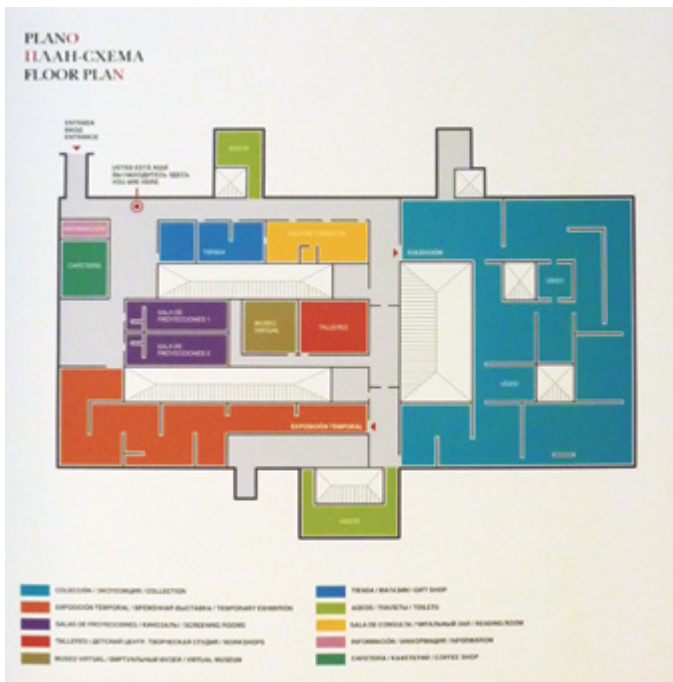 PLANO
ПЛАН-СХЕМА
FLOOR PLAN
ENTRADA
ВХОД
ENTRANCE
USTED ESTÁ AQUÍ
ВЫ НАХОДИТЕСЬ ЗДЕСЬ
YOU ARE HERE
ASEOS
INFORMACIÓN
CAFETERÍA
TIENDA
SALA DE CONSULTA
COLECCIÓN
VÍDEO
SALA DE
PROYECCIONES 1
MUSEO
VIRTUAL
TALLERES
SALA DE
PROYECCIONES 2
VÍDEO
EXPOSICIÓN TEMPORAL
ASEOS
COLECCIÓN / ЭКСПОЗИЦИЯ / COLLECTION
EXPOSICIÓN TEMPORAL / ВРЕМЕННАЯ ВЫСТАВКА / TEMPORARY EXHIBITION
SALAS DE PROYECCIONES / КИНОЗАЛЫ / SCREENING ROOMS
TALLERES / ДЕТСКИЙ ЦЕНТР. ТВОРЧЕСКАЯ СТУДИЯ / WORKSHOPS
MUSEO VIRTUAL / ВИРТУАЛЬНЫЙ МУЗЕЙ / VIRTUAL MUSEUM
TIENDA / МАГАЗИН / GIFT SHOP
ASEOS / ТУАЛЕТЫ / TOILETS
SALA DE CONSULTA / ЧИТАЛЬНЫЙ ЗАЛ / READING ROOM
INFORMACIÓN / ИНФОРМАЦИЯ / INFORMATION
CAFETERÍA / КАФЕТЕРИЙ / COFFEE SHOP